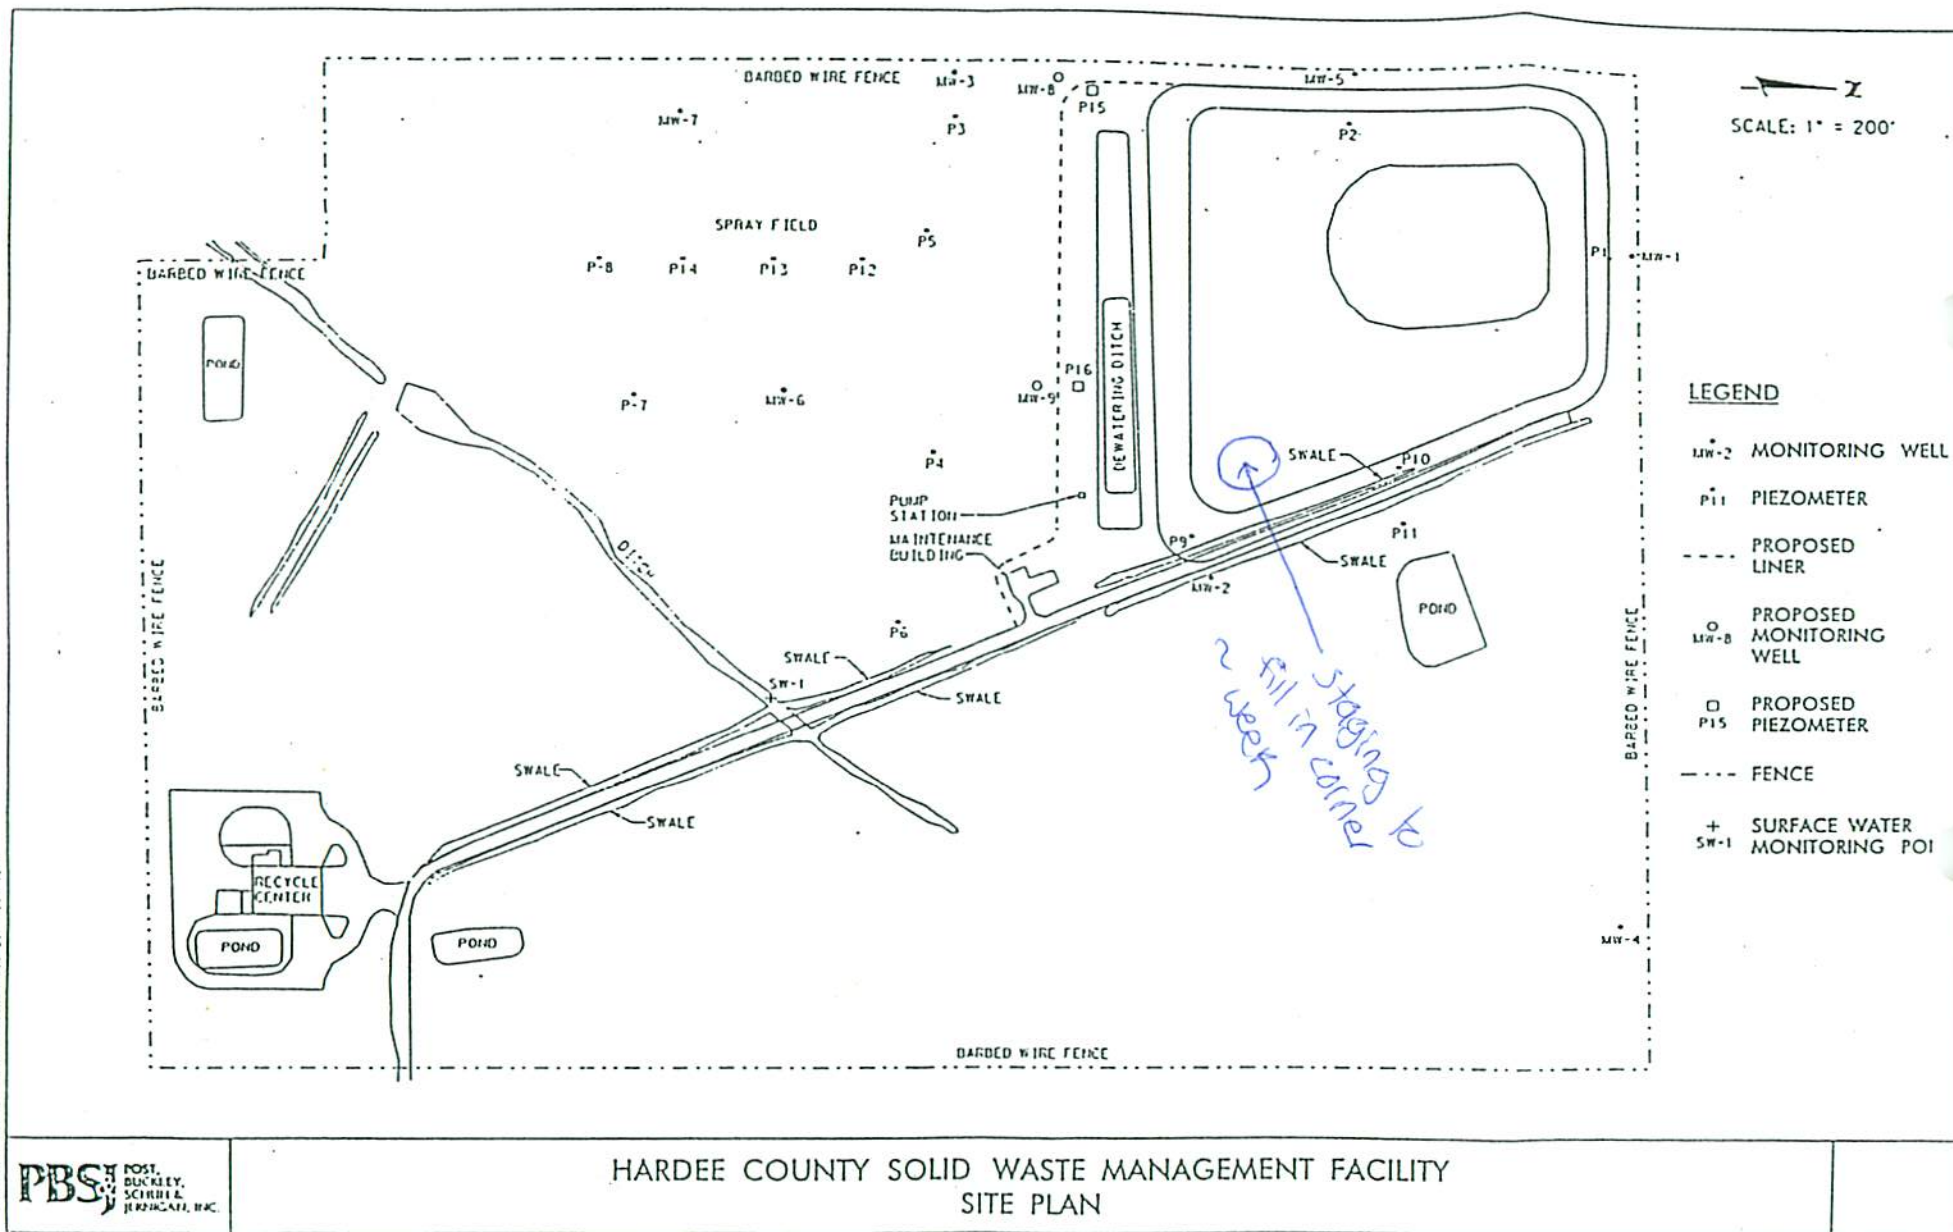 BARBED WIRE FENCE
MW-3
MW-8
P15
MW-5
MW-7
P3
P2
Z
SCALE: 1" = 200'
SPRAY FIELD
P5
P-8
P14
P13
P12
P1
MW-1
BARBED WIRE FENCE
POND
DEWATERING DITCH
P16
MW-9
P-7
MW-6
P4
SWALE
P10
PUMP
STATION
MAINTENANCE
BUILDING
P9
P11
SWALE
MW-2
POND
DITCH
BARBED WIRE FENCE
P6
SWALE
SW-1
SWALE
BARBED WIRE FENCE
staging to
fill in corner
2 week
SWALE
SWALE
RECYCLE
CENTER
POND
POND
MW-4
BARBED WIRE FENCE
LEGEND
MW-2 MONITORING WELL
P11 PIEZOMETER
PROPOSED
LINER
MW-8 PROPOSED
MONITORING
WELL
P15 PROPOSED
PIEZOMETER
FENCE
SW-1 SURFACE WATER
MONITORING POI
PBSJ
POST,
BUCKLEY,
SCHUH &
JERNIGAN, INC.
HARDEE COUNTY SOLID WASTE MANAGEMENT FACILITY
SITE PLAN